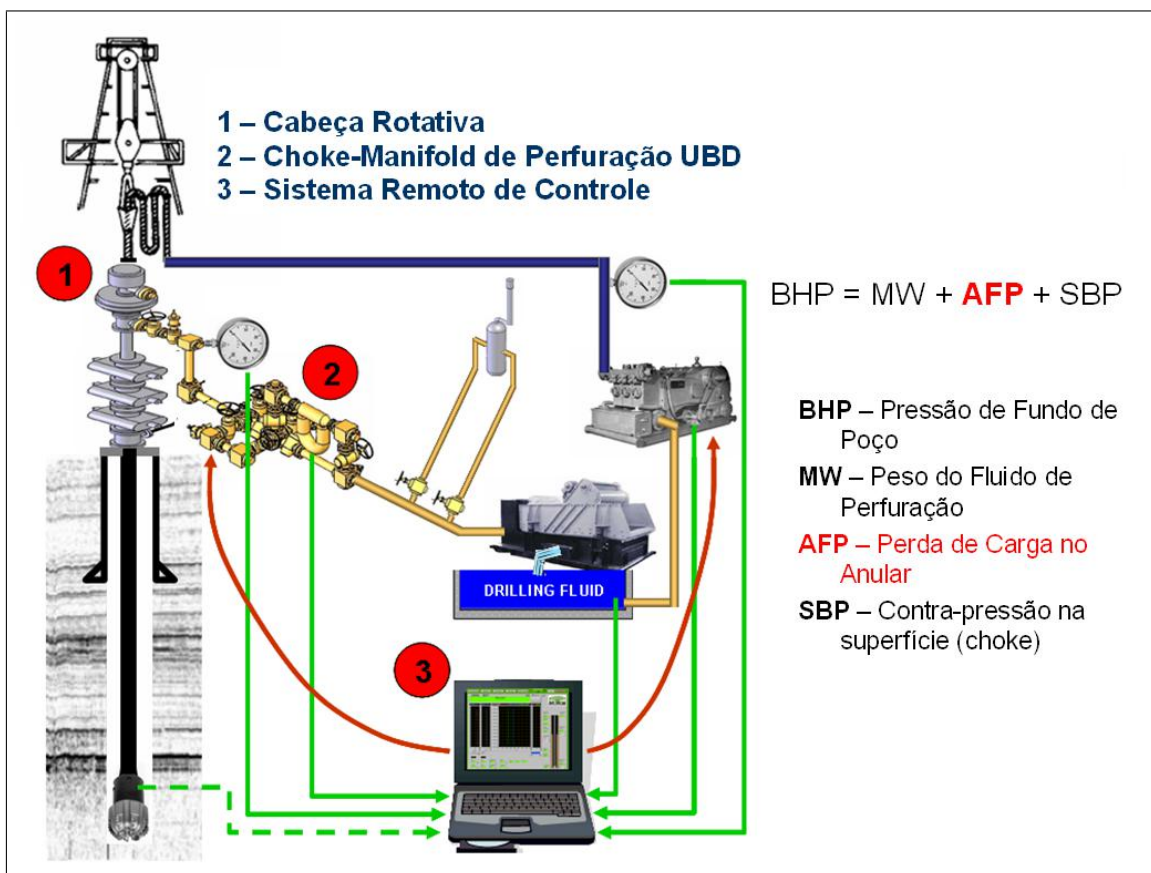 1 – Cabeça Rotativa
2 – Choke-Manifold de Perfuração UBD
3 – Sistema Remoto de Controle
1
2
BHP = MW + AFP + SBP
BHP – Pressão de Fundo de
Poço
MW – Peso do Fluido de
Perfuração
AFP – Perda de Carga no
Anular
SBP – Contra-pressão na
superfície (choke)
DRILLING FLUID
3